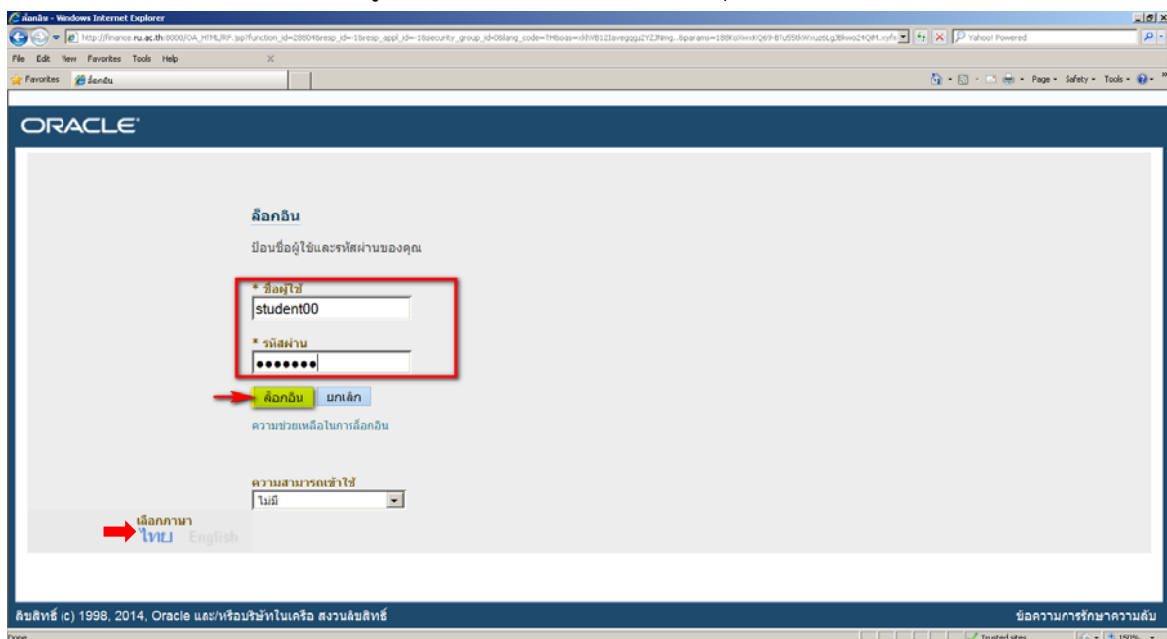 ล็อกอิน - Windows Internet Explorer
Yahoo! Powered
File Edit View Favorites Tools Help
Favorites ล็อกอิน Page Safety Tools
ORACLE
ล็อกอิน
ป้อนชื่อผู้ใช้และรหัสผ่านของคุณ
* ชื่อผู้ใช้
student00
* รหัสผ่าน
●●●●●●●
ล็อกอิน ยกเลิก
ความช่วยเหลือในการล็อกอิน
ความสามารถเข้าใช้
ไม่มี
เลือกภาษา
ไทย English
ลิขสิทธิ์ (c) 1998, 2014, Oracle และ/หรือบริษัทในเครือ สงวนลิขสิทธิ์ ข้อความการรักษาความลับ
Done Trusted sites 150%